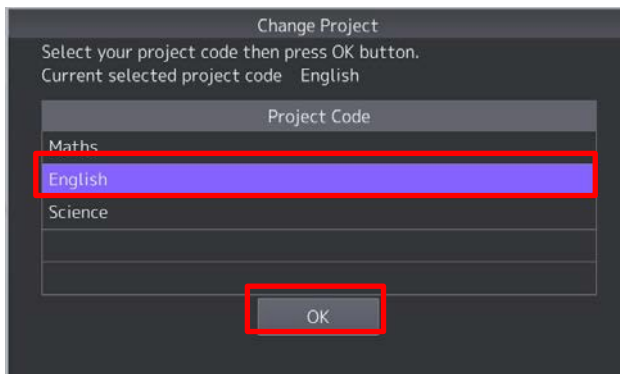 Change Project
Select your project code then press OK button.
Current selected project code English
Project Code
Maths
English
Science
OK